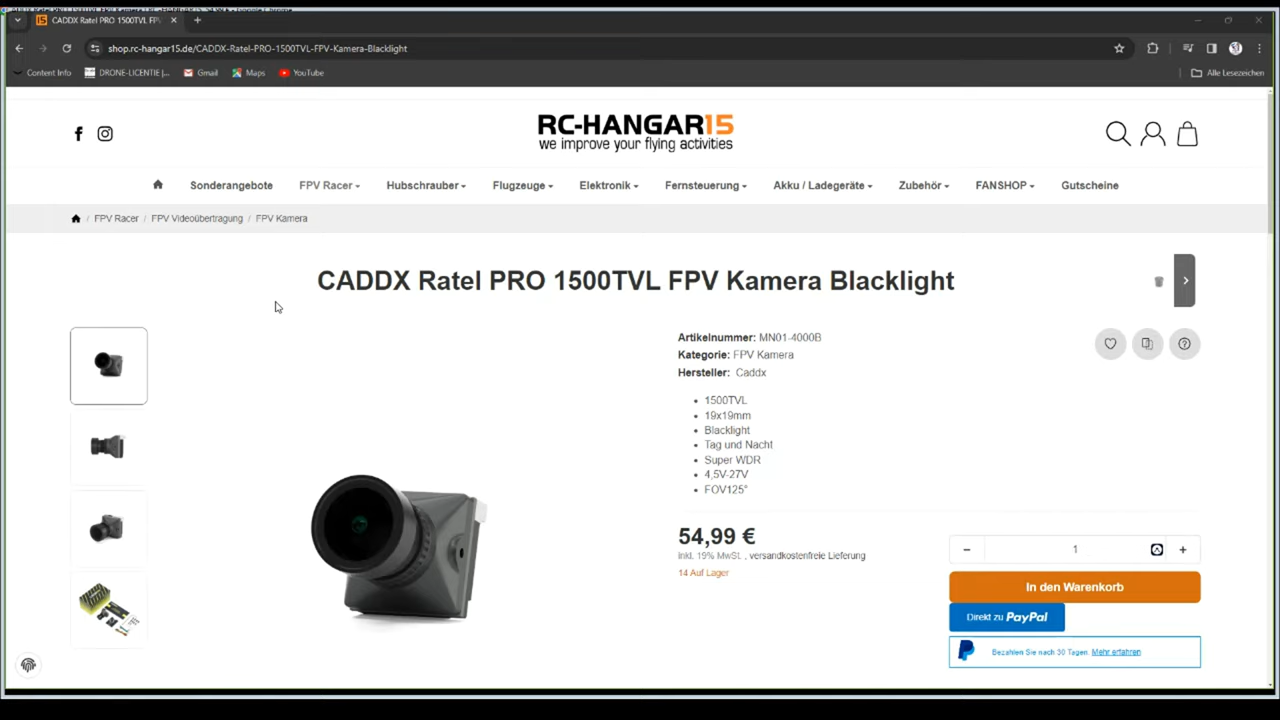 CADDX Ratel PRO 1500TVL FPV
shop.rc-hangar15.de/CADDX-Ratel-PRO-1500TVL-FPV-Kamera-Blacklight
Content Info
DRONE-LICENTIE |...
Gmail
Maps
YouTube
Alle Lesezeichen
RC-HANGAR15
we improve your flying activities
Sonderangebote
FPV Racer
Hubschrauber
Flugzeuge
Elektronik
Fernsteuerung
Akku / Ladegeräte
Zubehör
FANSHOP
Gutscheine
/ FPV Racer / FPV Videoübertragung / FPV Kamera
CADDX Ratel PRO 1500TVL FPV Kamera Blacklight
Artikelnummer: MN01-4000B
Kategorie: FPV Kamera
Hersteller: Caddx
• 1500TVL
• 19x19mm
• Blacklight
• Tag und Nacht
• Super WDR
• 4,5V-27V
• FOV125°
54,99 €
inkl. 19% MwSt. , versandkostenfreie Lieferung
14 Auf Lager
− 1 +
In den Warenkorb
Direkt zu PayPal
Bezahlen Sie nach 30 Tagen. Mehr erfahren